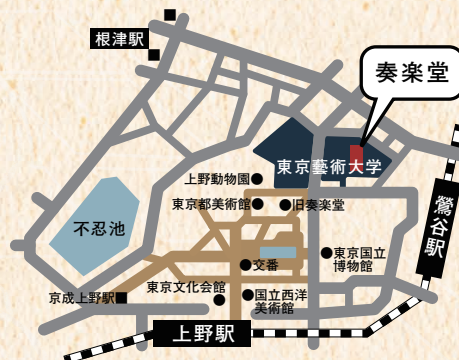 根津駅
奏楽堂
東京藝術大学
上野動物園
東京都美術館
旧奏楽堂
鶯谷駅
不忍池
東京国立
博物館
交番
東京文化会館
京成上野駅
国立西洋
美術館
上野駅